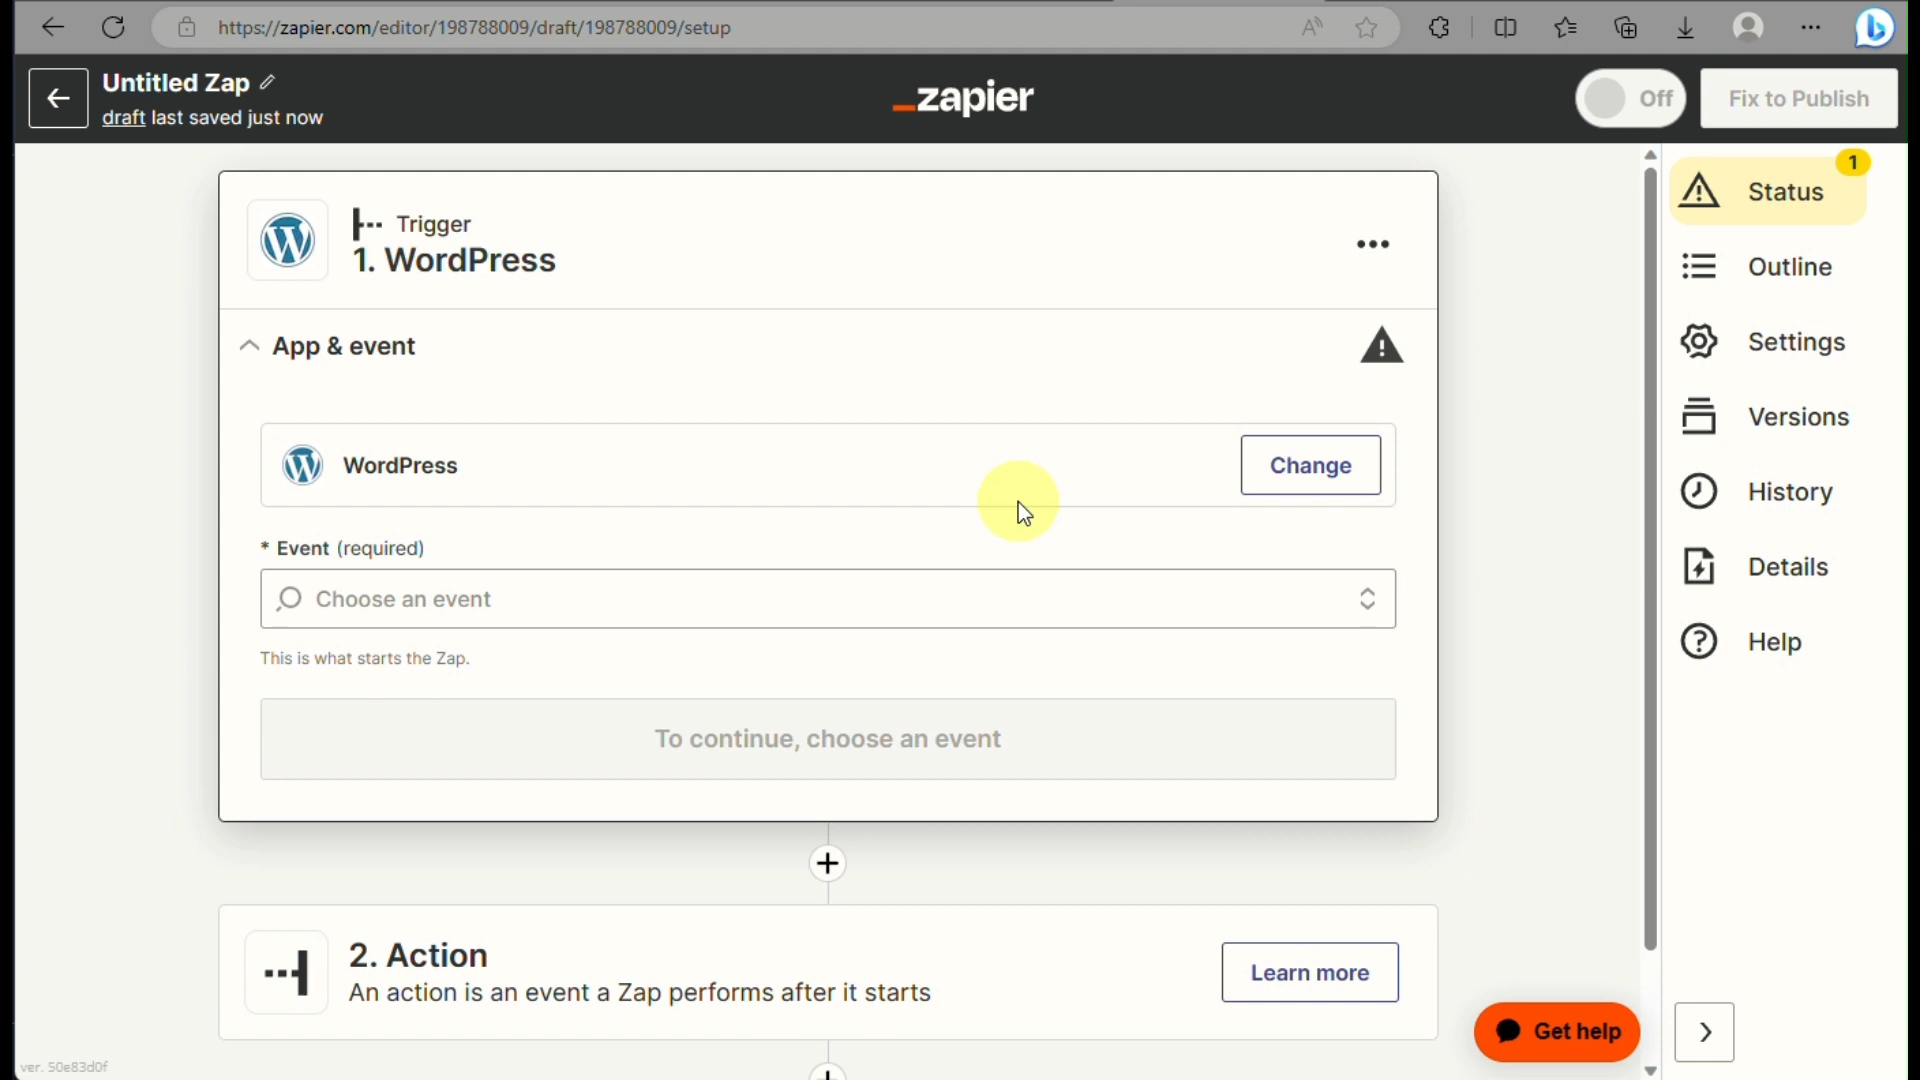 https://zapier.com/editor/198788009/draft/198788009/setup
Untitled Zap
draft last saved just now
_zapier
Off
Fix to Publish
Trigger
1. WordPress
App & event
WordPress
Change
* Event (required)
Choose an event
This is what starts the Zap.
To continue, choose an event
2. Action
An action is an event a Zap performs after it starts
Learn more
1
Status
Outline
Settings
Versions
History
Details
Help
Get help
ver. 50e83d0f